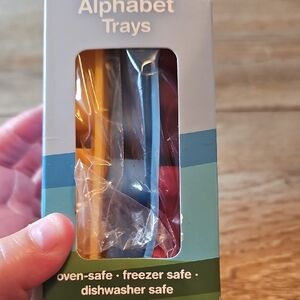 Alphabet
Trays
oven-safe · freezer safe ·
dishwasher safe